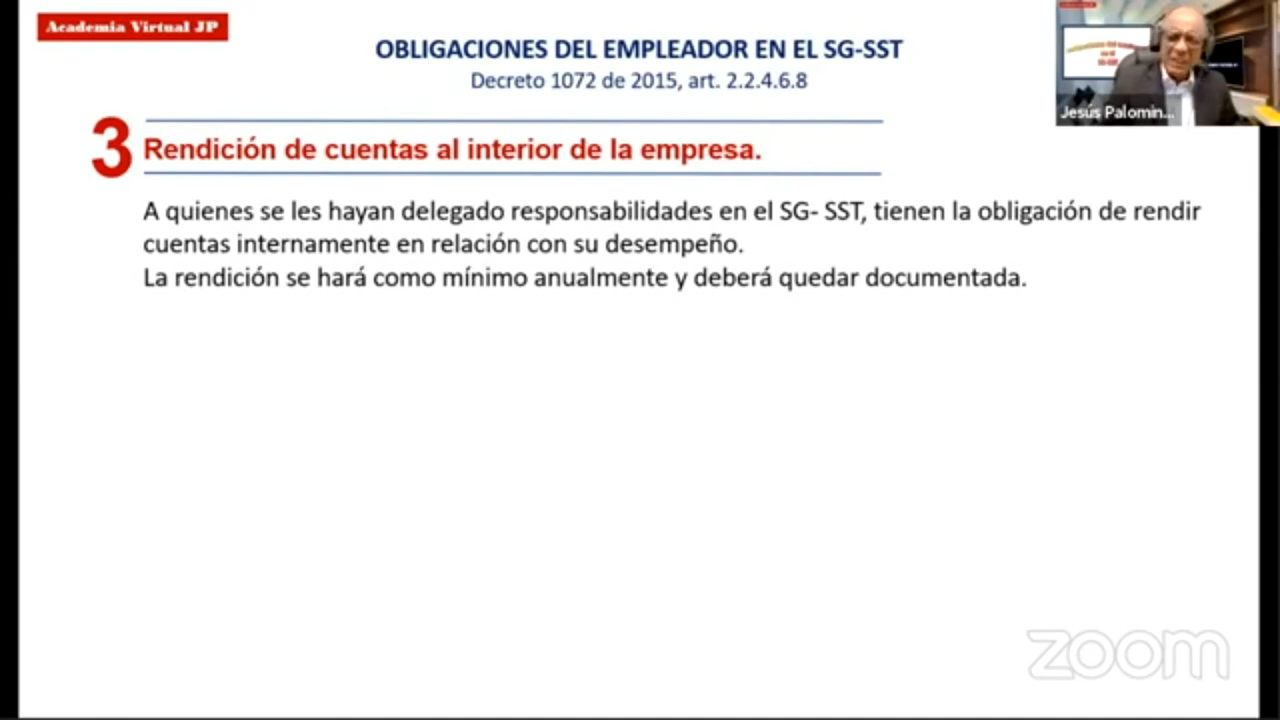 Academia Virtual JP
OBLIGACIONES DEL EMPLEADOR EN EL SG-SST
Decreto 1072 de 2015, art. 2.2.4.6.8
Jesús Palomin...
3
Rendición de cuentas al interior de la empresa.
A quienes se les hayan delegado responsabilidades en el SG- SST, tienen la obligación de rendir
cuentas internamente en relación con su desempeño.
La rendición se hará como mínimo anualmente y deberá quedar documentada.
zoom